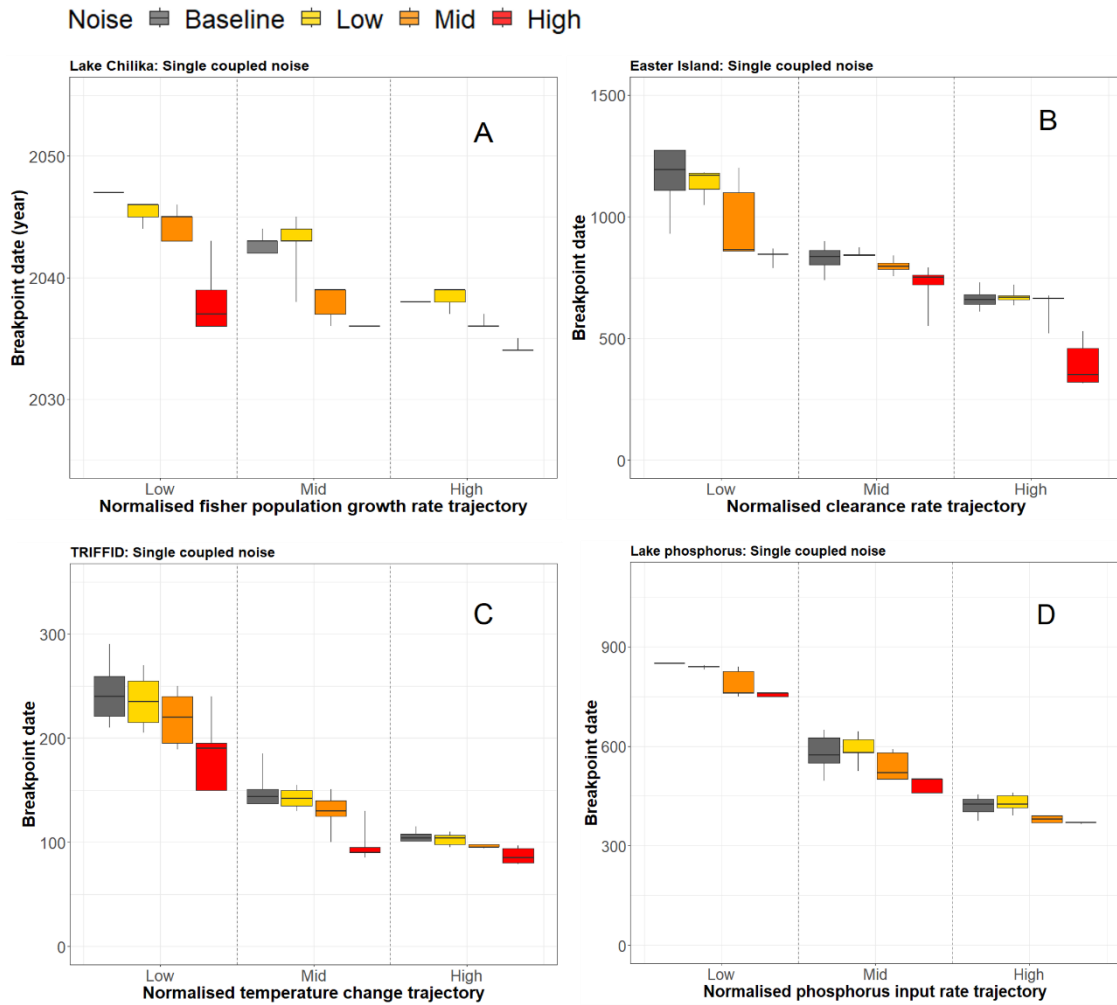 Noise Baseline Low Mid High
Lake Chilika: Single coupled noise
A
Breakpoint date (year)
2050
2040
2030
Low Mid High
Normalised fisher population growth rate trajectory
Easter Island: Single coupled noise
B
Breakpoint date
1500
1000
500
0
Low Mid High
Normalised clearance rate trajectory
TRIFFID: Single coupled noise
C
Breakpoint date
300
200
100
0
Low Mid High
Normalised temperature change trajectory
Lake phosphorus: Single coupled noise
D
Breakpoint date
900
600
300
0
Low Mid High
Normalised phosphorus input rate trajectory